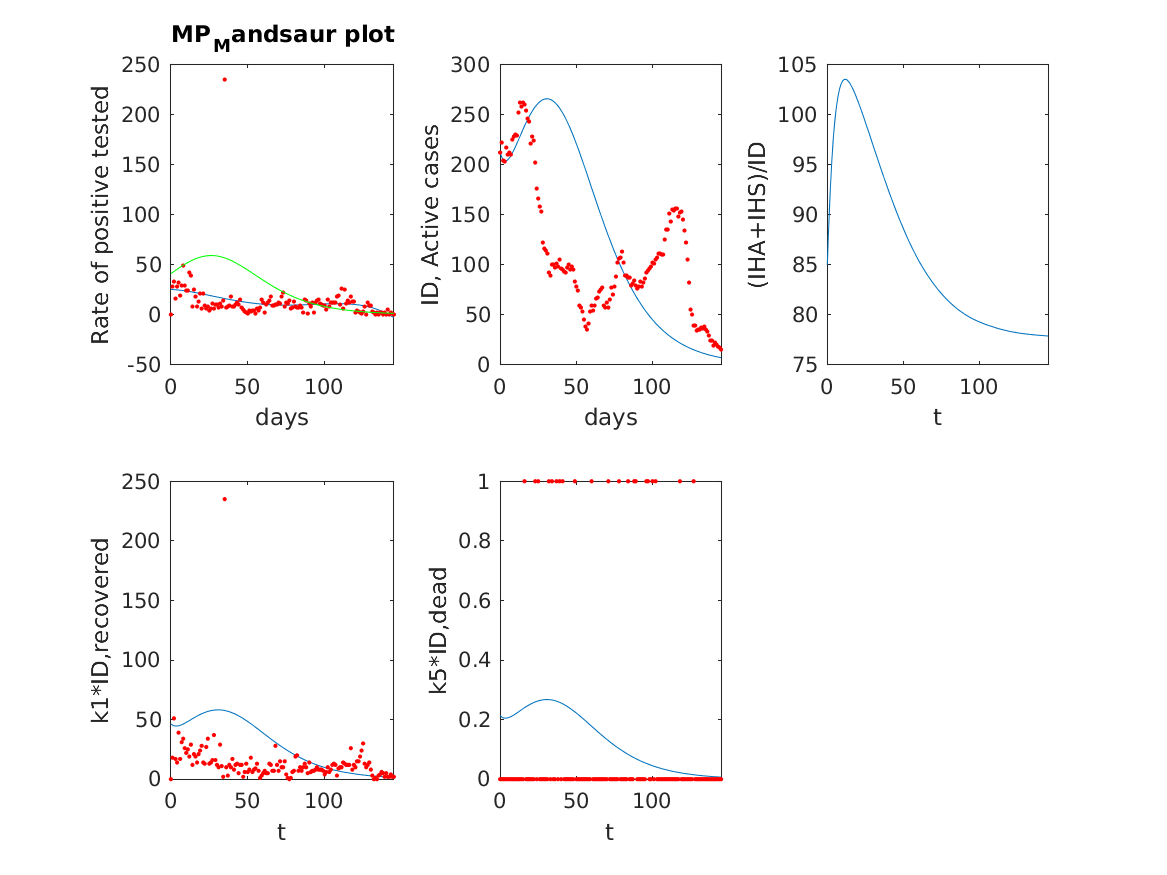 MP_Mandsaur plot
250
200
150
100
50
0
-50
0 50 100
days
Rate of positive tested
300
250
200
150
100
50
0
0 50 100
days
ID, Active cases
105
100
95
90
85
80
75
0 50 100
t
(IHA+IHS)/ID
250
200
150
100
50
0
0 50 100
t
k1*ID,recovered
1
0.8
0.6
0.4
0.2
0
0 50 100
t
k5*ID,dead